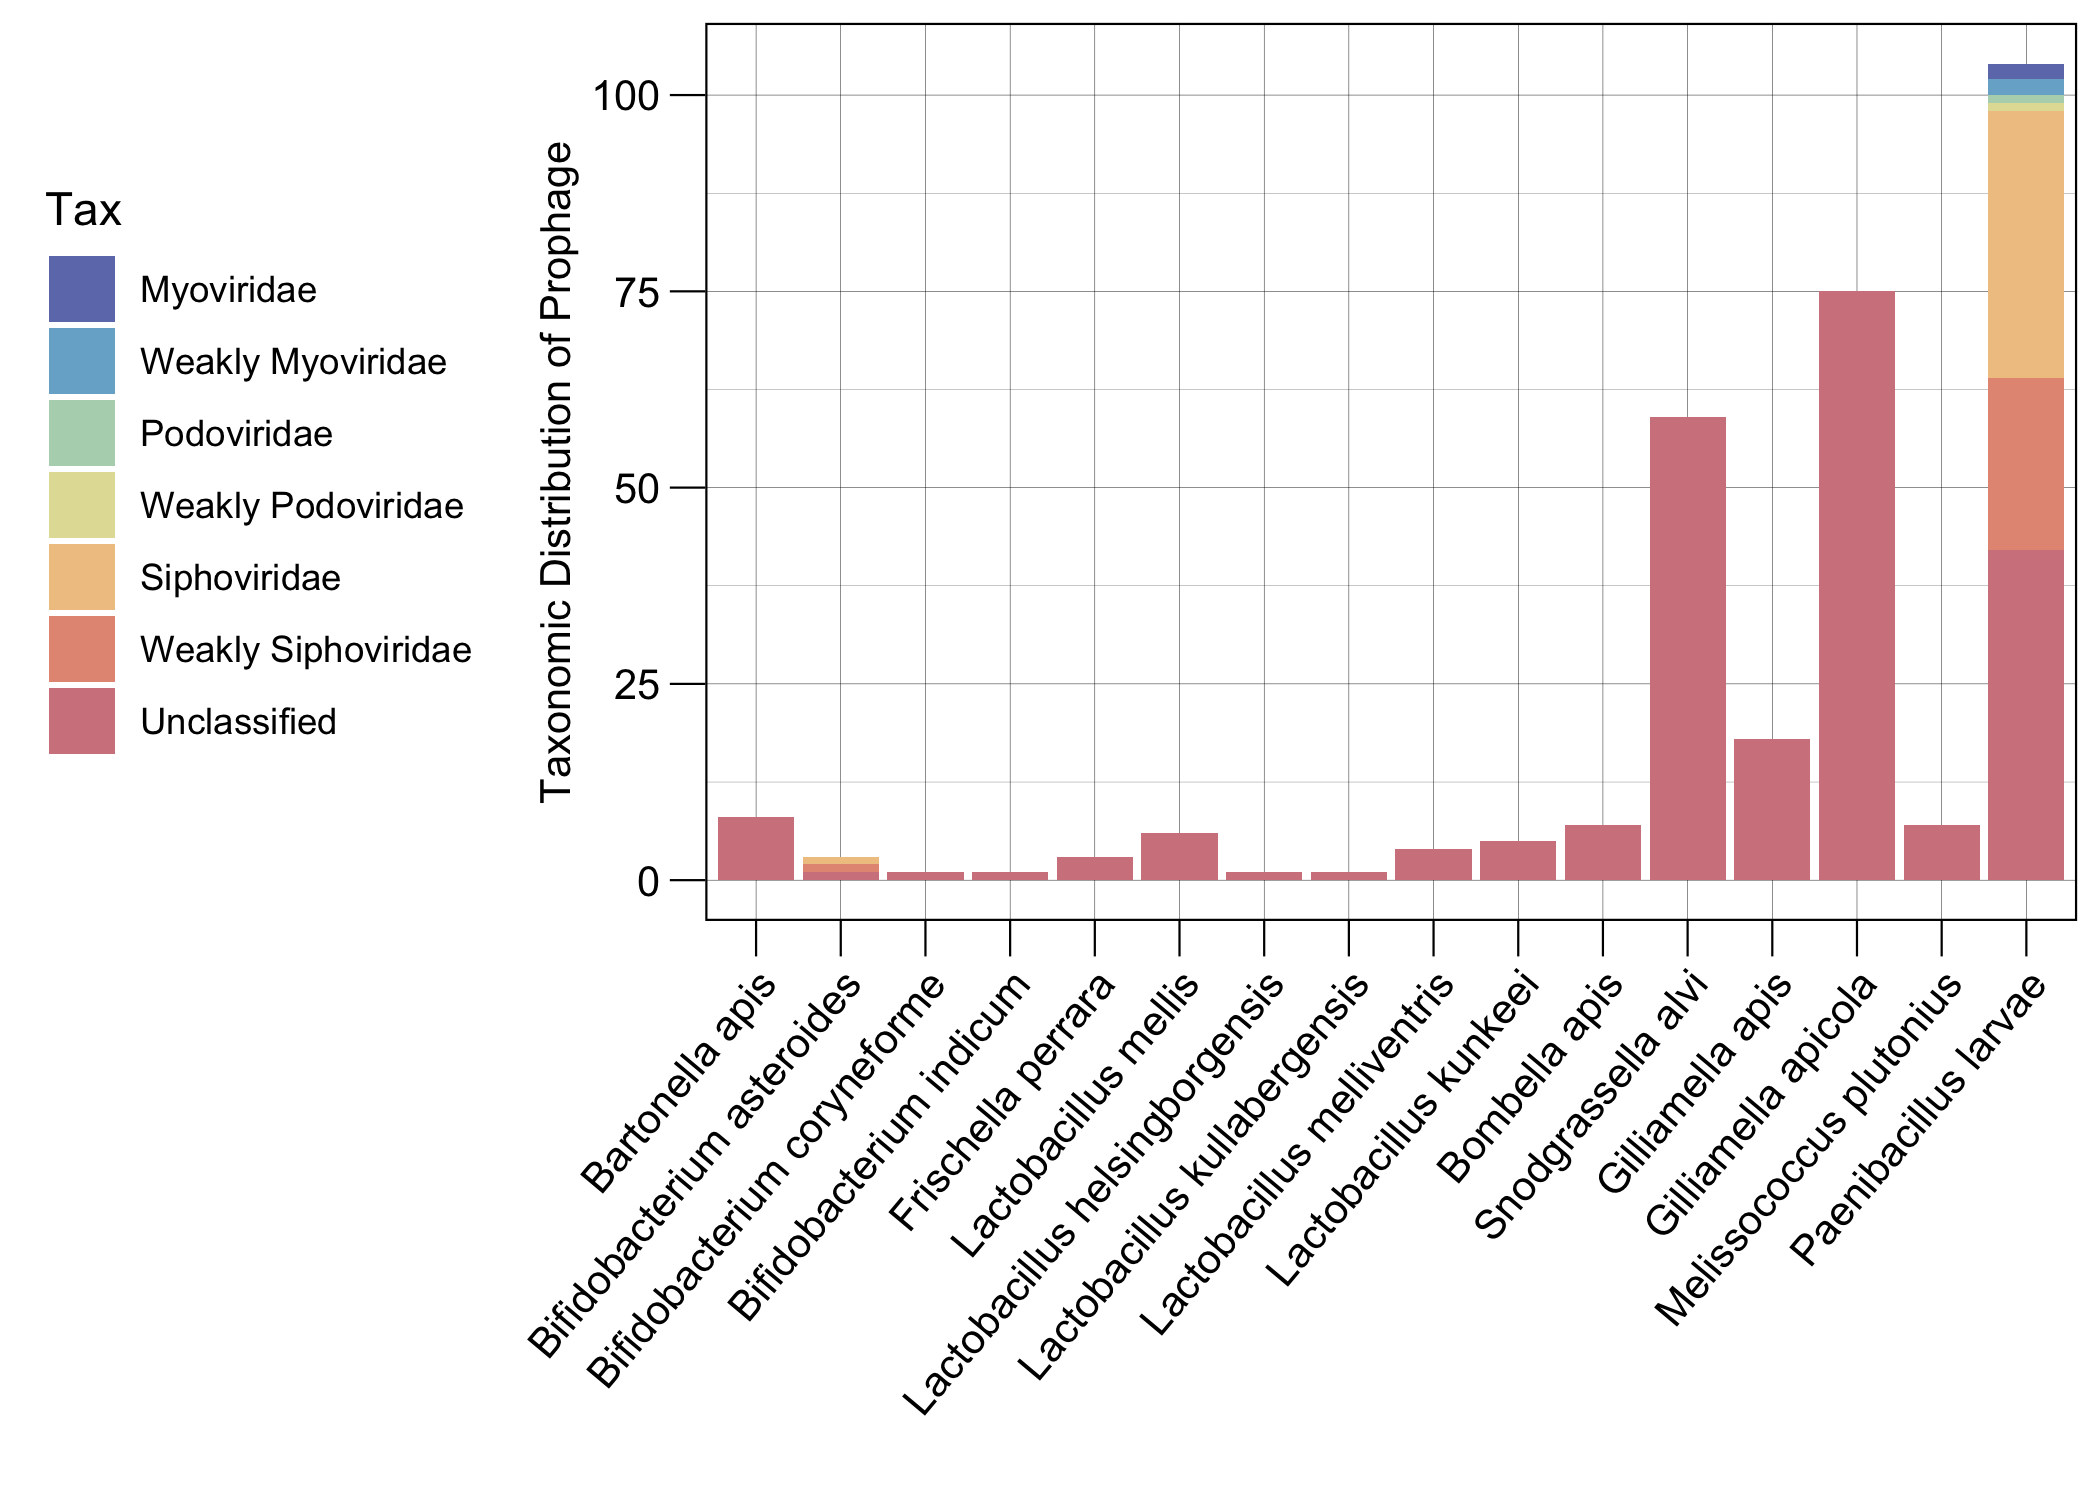 Tax
Myoviridae
Weakly Myoviridae
Podoviridae
Weakly Podoviridae
Siphoviridae
Weakly Siphoviridae
Unclassified
Taxonomic Distribution of Prophage
100
75
50
25
0
Bartonella apis
Bifidobacterium asteroides
Bifidobacterium coryneforme
Bifidobacterium indicum
Frischella perrara
Lactobacillus mellis
Lactobacillus helsingborgensis
Lactobacillus kullabergensis
Lactobacillus melliventris
Lactobacillus kunkeei
Bombella apis
Snodgrassella alvi
Gilliamella apis
Gilliamella apicola
Melissococcus plutonius
Paenibacillus larvae